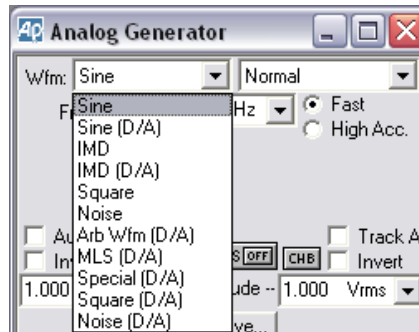 Ap Analog Generator
Wfm: Sine Normal
Sine
Sine (D/A)
IMD
IMD (D/A)
Square
Noise
Arb Wfm (D/A)
MLS (D/A)
Special (D/A)
Square (D/A)
Noise (D/A)
Hz Fast
High Acc.
OFF CHB Track A
Invert
1.000 1.000 Vrms